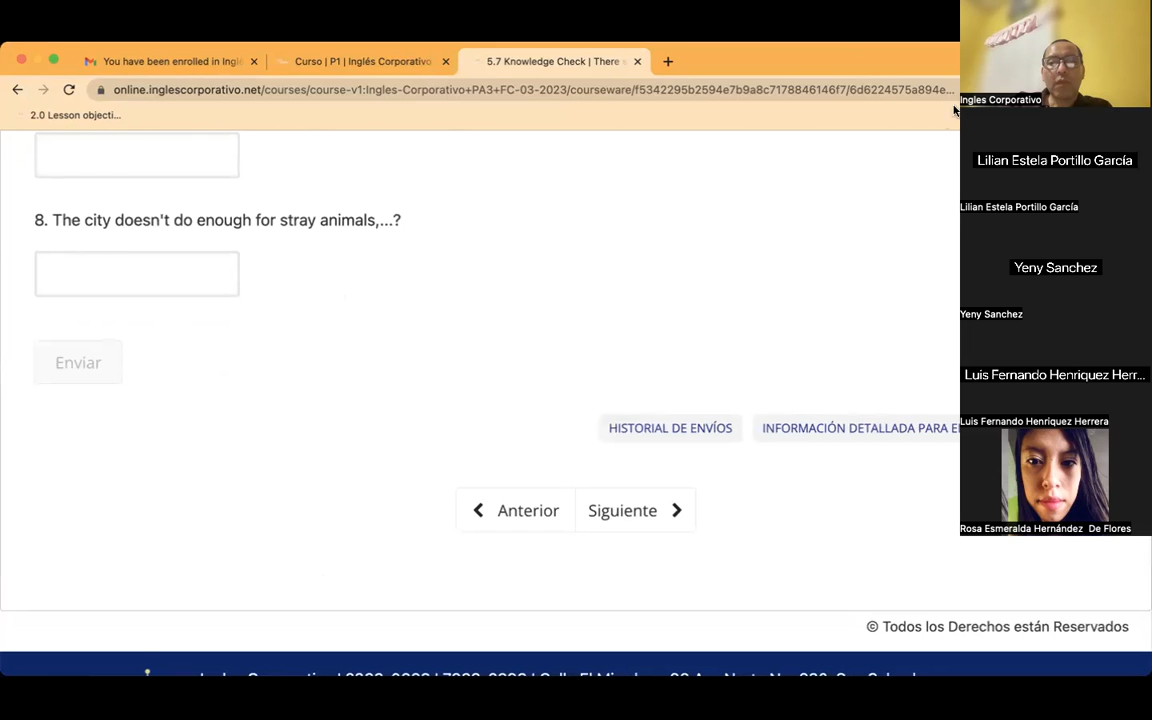 You have been enrolled in Inglé
Curso | P1 | Inglés Corporativo
5.7 Knowledge Check | There
online.inglescorporativo.net/courses/course-v1:Ingles-Corporativo+PA3+FC-03-2023/courseware/f5342295b2594e7b9a8c7178846146f7/6d6224575a894e...
2.0 Lesson objecti...
8. The city doesn't do enough for stray animals,...?
Enviar
HISTORIAL DE ENVÍOS
INFORMACIÓN DETALLADA PARA E
Anterior
Siguiente
© Todos los Derechos están Reservados
Ingles Corporativo
Lilian Estela Portillo García
Lilian Estela Portillo García
Yeny Sanchez
Yeny Sanchez
Luis Fernando Henriquez Herr...
Luis Fernando Henriquez Herrera
Rosa Esmeralda Hernández De Flores